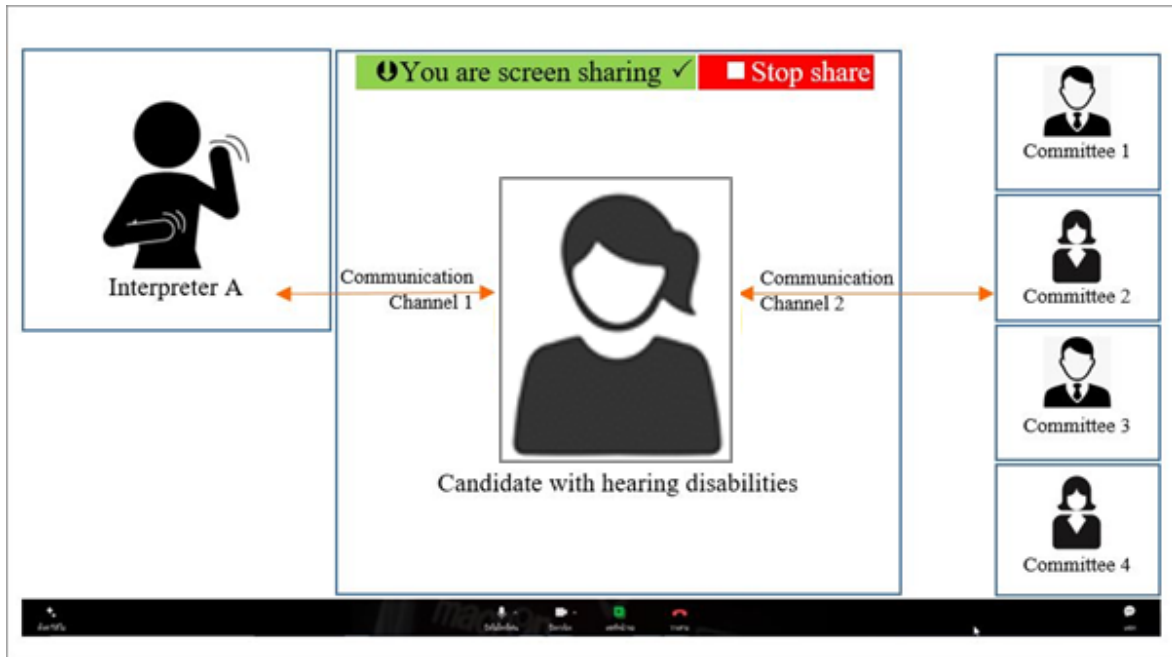 You are screen sharing ✓
Stop share
Interpreter A
Communication
Channel 1
Candidate with hearing disabilities
Communication
Channel 2
Committee 1
Committee 2
Committee 3
Committee 4